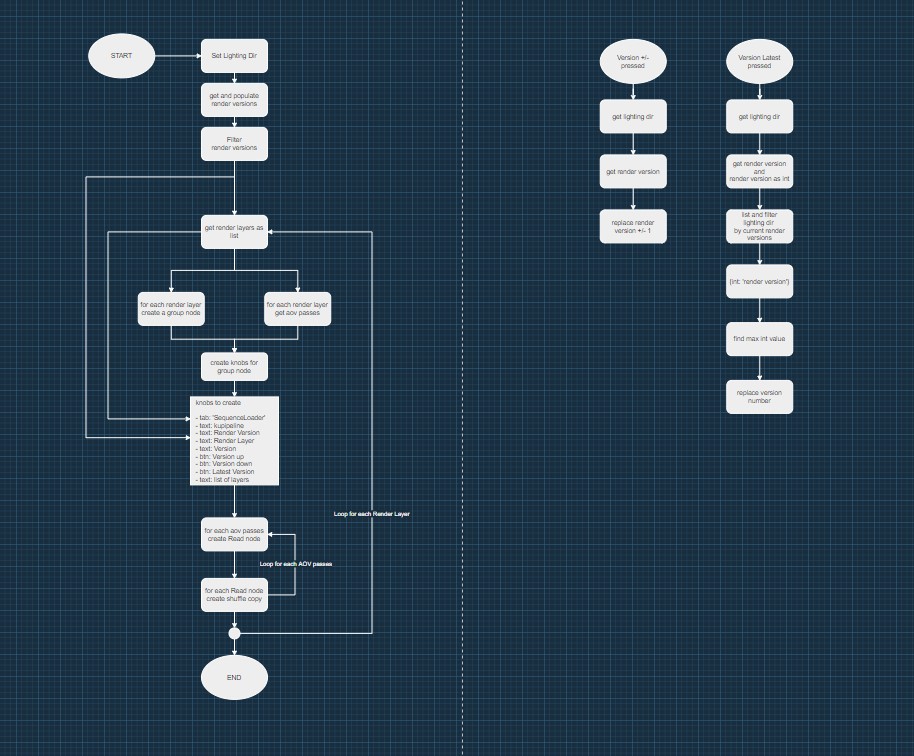 START
Set Lighting Dir
get and populate
render versions
Filter
render versions
get render layers as
list
for each render layer
create a group node
for each render layer
get aov passes
create knobs for
group node
knobs to create
- tab: 'SequenceLoader'
- text: kupipeline
- text: Render Version
- text: Render Layer
- text: Version
- btn: Version up
- btn: Version down
- btn: Latest Version
- text: list of layers
Loop for each Render Layer
for each aov passes
create Read node
Loop for each AOV passes
for each Read node
create shuffle copy
END
Version +/-
pressed
get lighting dir
get render version
replace render
version +/- 1
Version Latest
pressed
get lighting dir
get render version
and
render version as int
list and filter
lighting dir
by current render
versions
{int: 'render version'}
find max int value
replace version
number